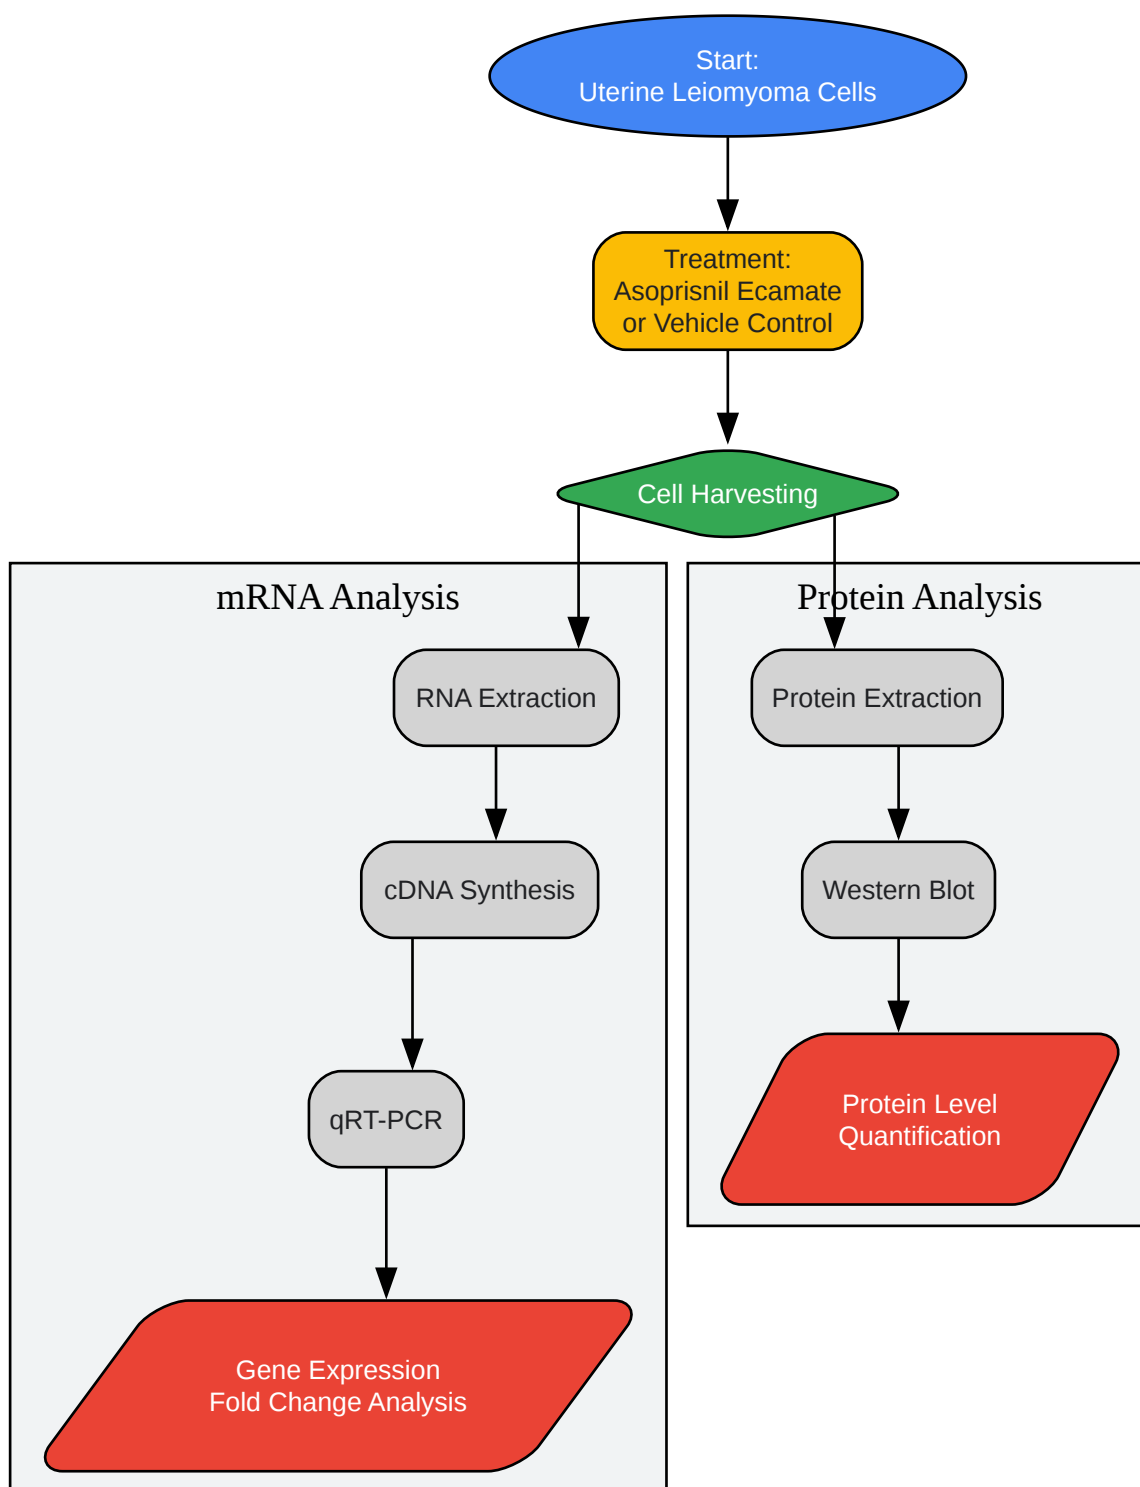 Start:
Uterine Leiomyoma Cells
Treatment:
Asoprisnil Ecamate
or Vehicle Control
Cell Harvesting
mRNA Analysis
RNA Extraction
cDNA Synthesis
qRT-PCR
Gene Expression
Fold Change Analysis
Protein Analysis
Protein Extraction
Western Blot
Protein Level
Quantification